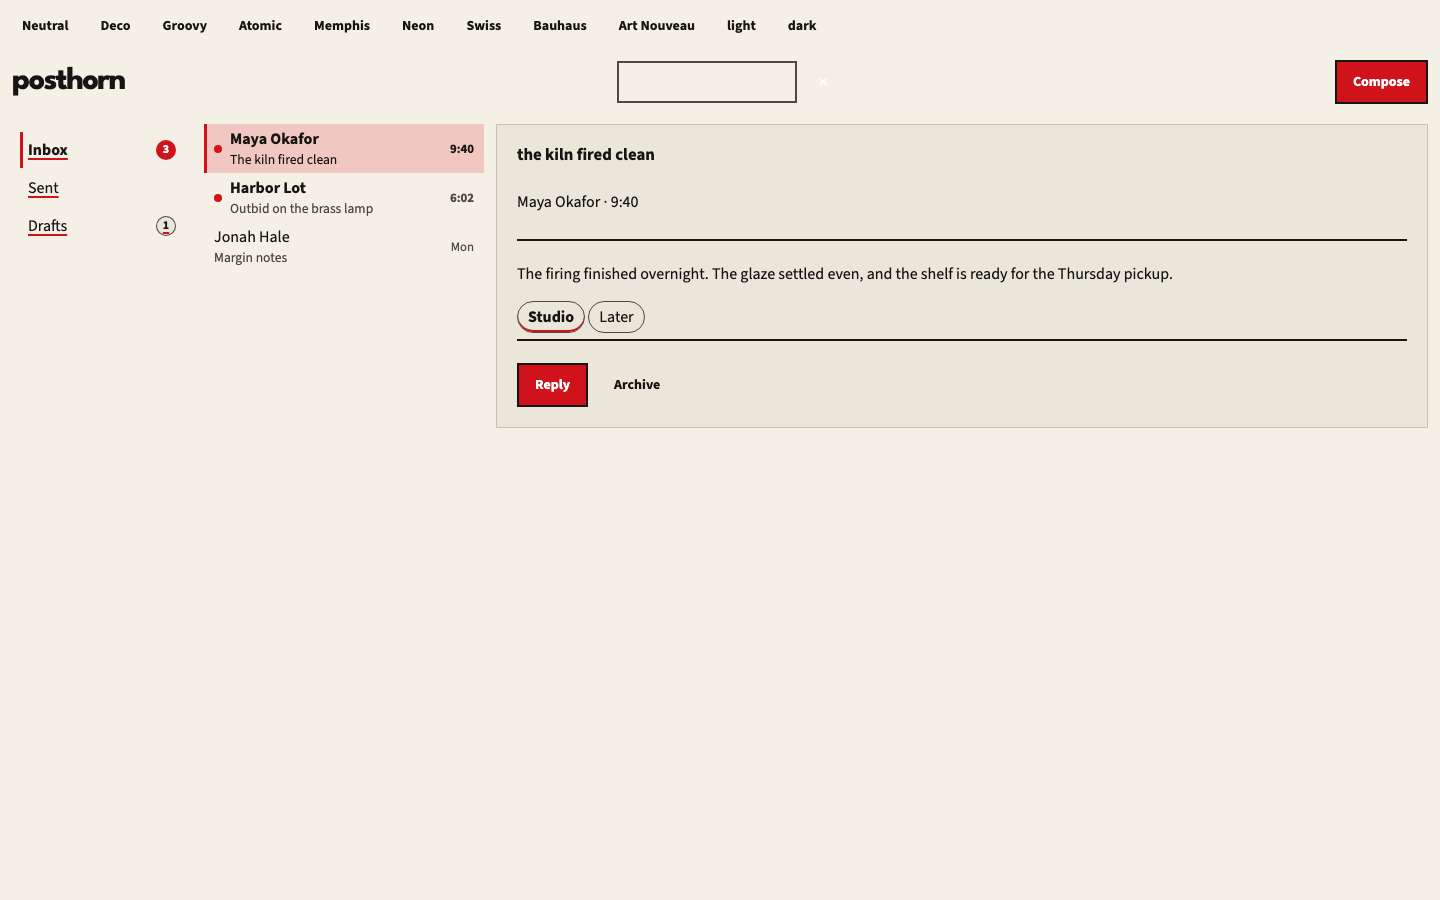 Neutral Deco Groovy Atomic Memphis Neon Swiss Bauhaus Art Nouveau light dark
posthorn
×
Compose
Inbox 3
Sent
Drafts 1
Maya Okafor
The kiln fired clean
9:40
Harbor Lot
Outbid on the brass lamp
6:02
Jonah Hale
Margin notes
Mon
the kiln fired clean
Maya Okafor · 9:40
The firing finished overnight. The glaze settled even, and the shelf is ready for the Thursday pickup.
Studio Later
Reply Archive